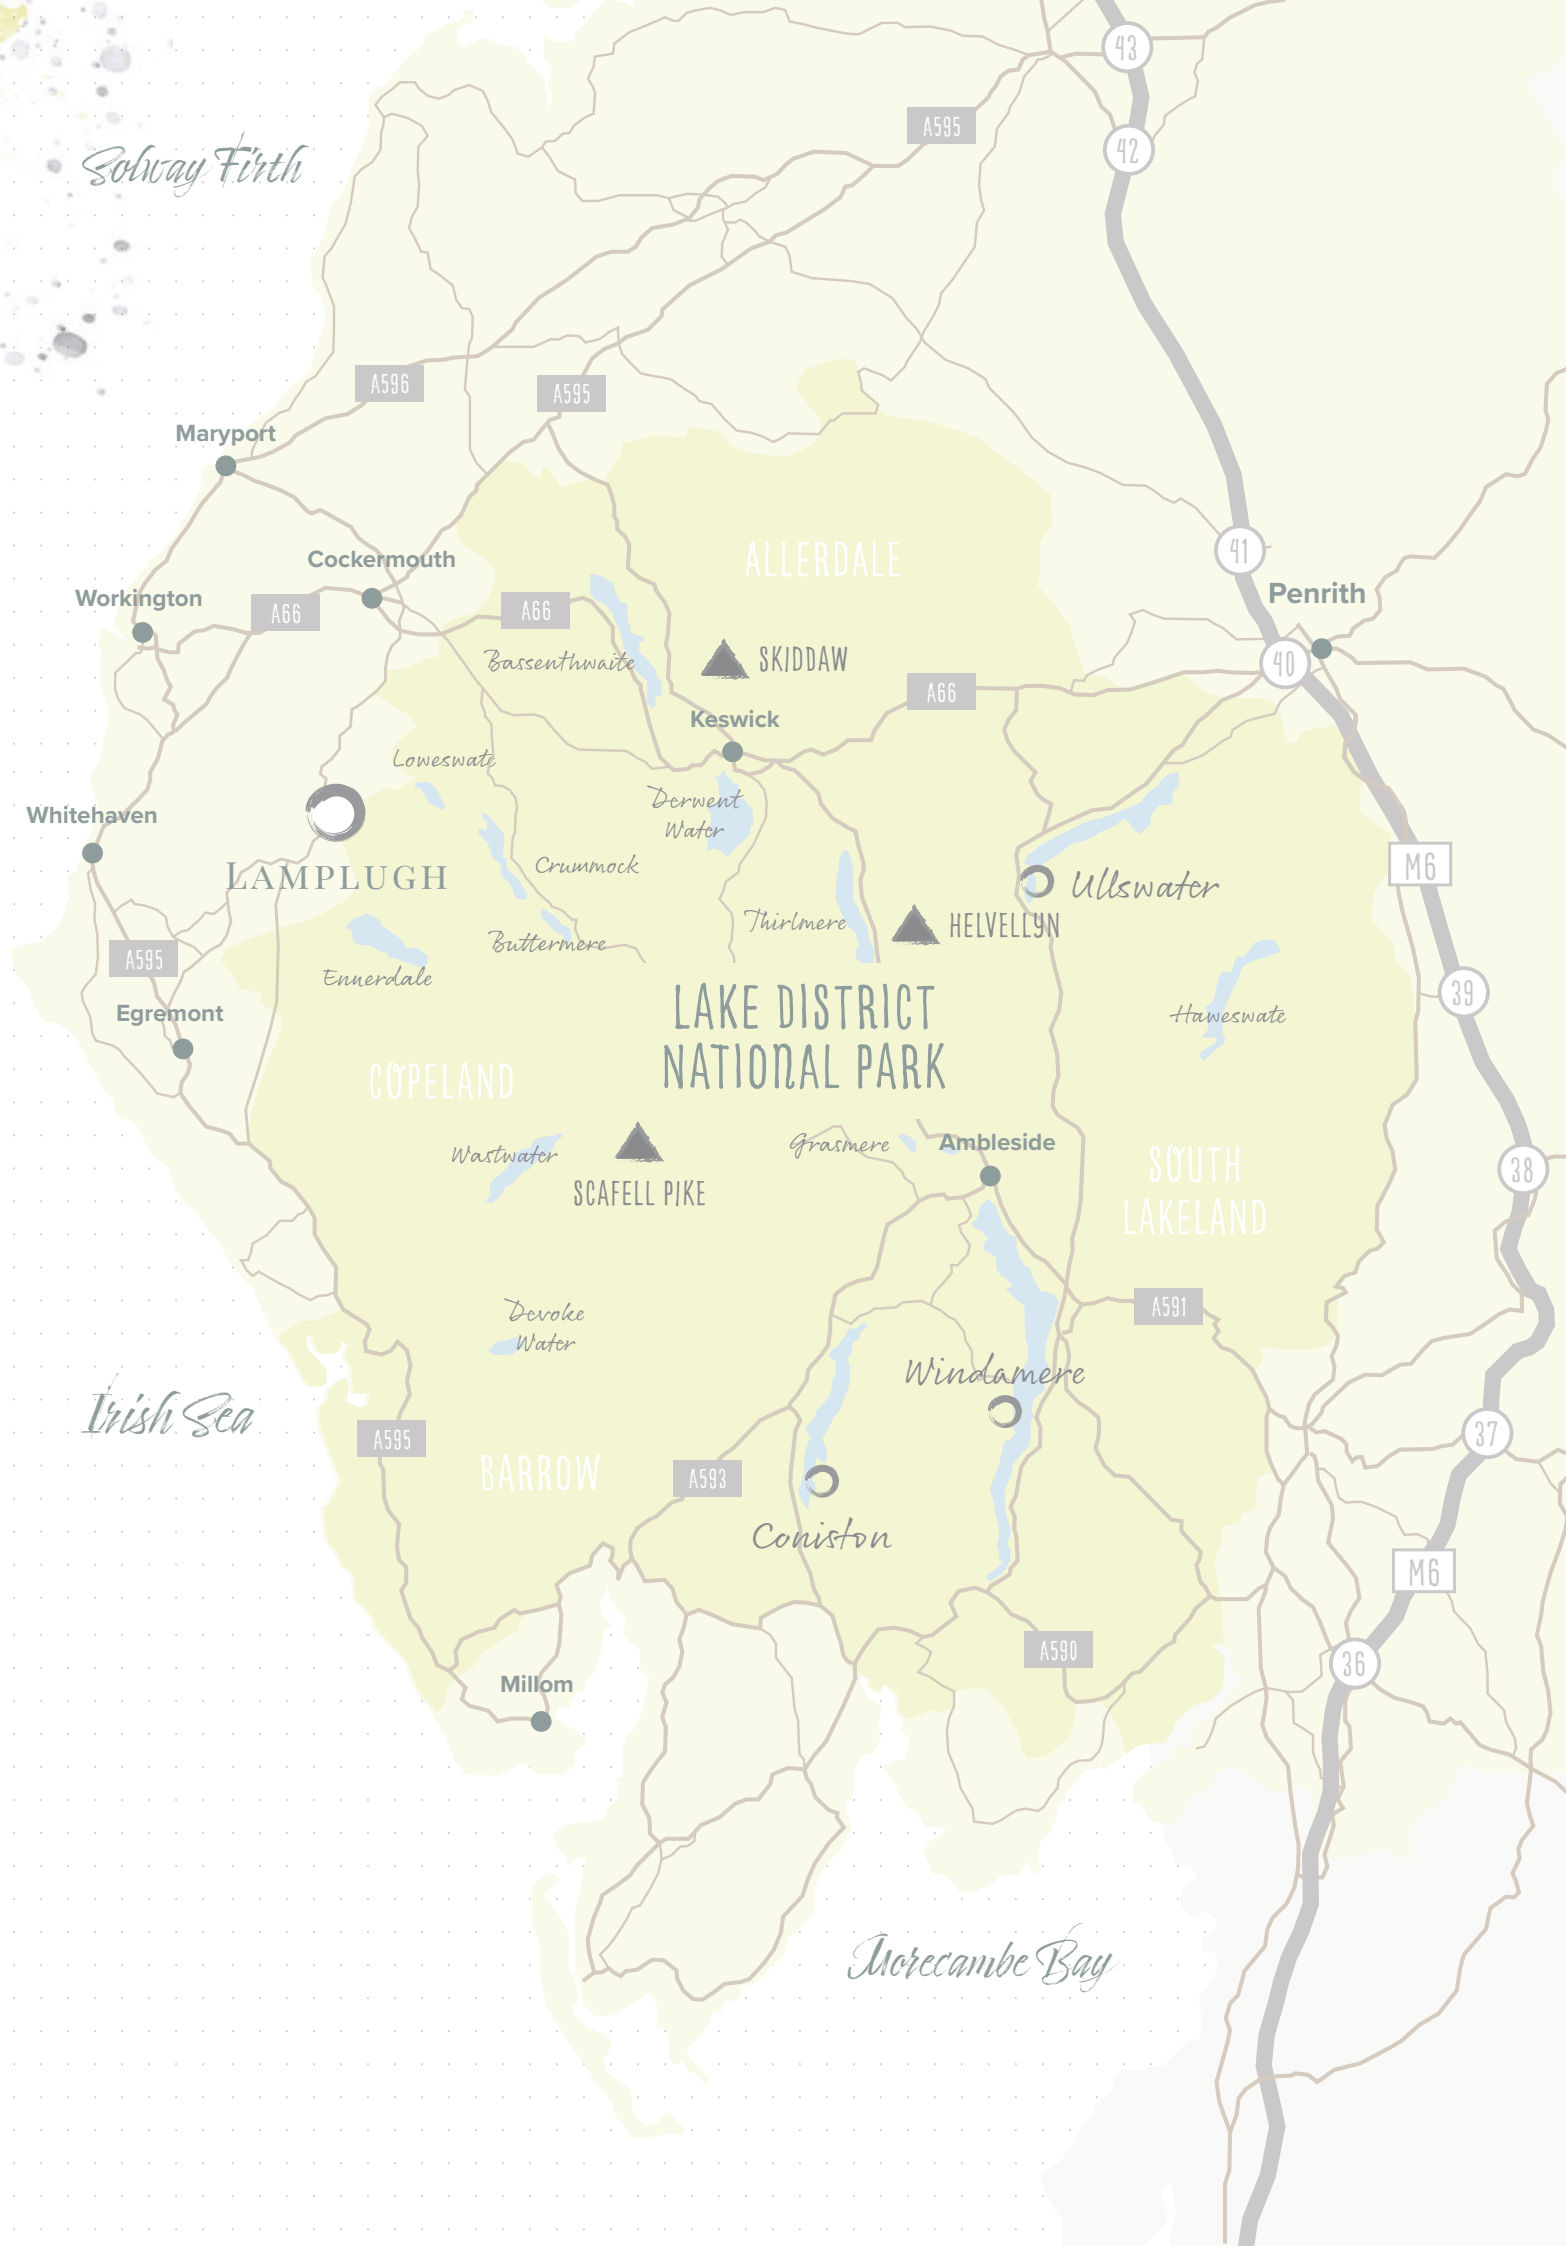 43
A595
42
Solway Firth
A596
A595
Maryport
ALLERDALE
41
Cockermouth
Workington
A66
A66
Penrith
Bassenthwaite
SKIDDAW
40
A66
Keswick
Loweswate
Derwent
Water
Whitehaven
Crummock
M6
LAMPLUGH
Ullswater
Thirlmere
HELVELLYN
Buttermere
A595
Ennerdale
39
Egremont
LAKE DISTRICT
NATIONAL PARK
Haweswate
COPELAND
Grasmere
Ambleside
Wastwater
SCAFELL PIKE
SOUTH
LAKELAND
38
Devoke
Water
A591
Windamere
Irish Sea
A595
37
BARROW
A593
Coniston
M6
A590
36
Millom
Morecambe Bay